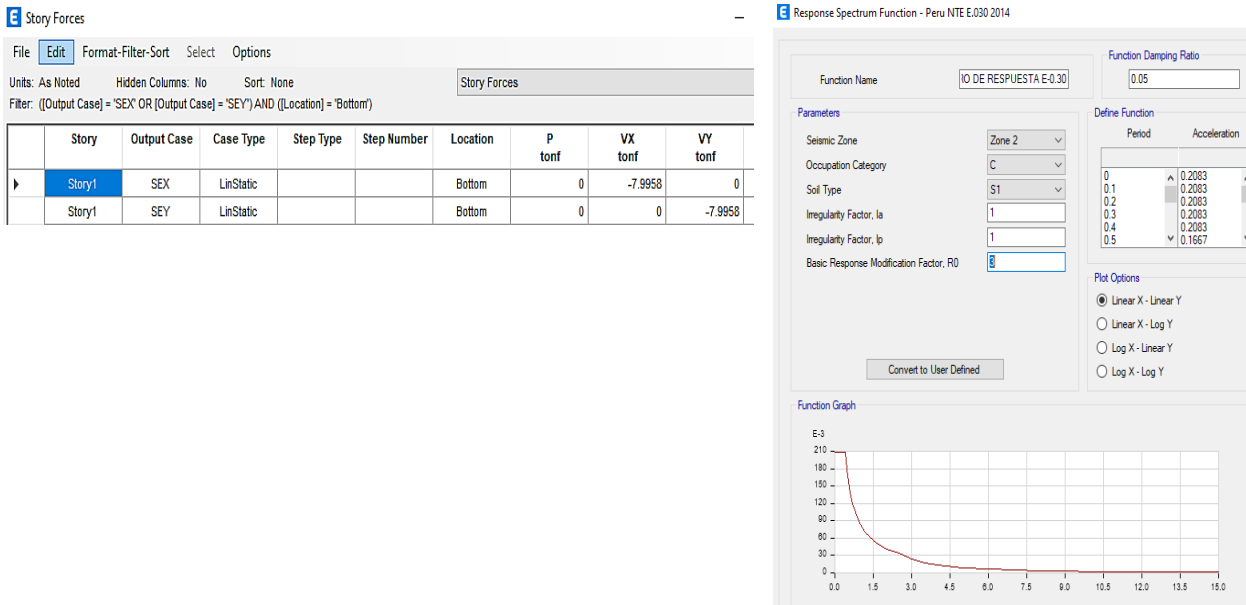 E Story Forces
File Edit Format-Filter-Sort Select Options
Units: As Noted Hidden Columns: No Sort: None Story Forces
Filter: ([Output Case] = 'SEX' OR [Output Case] = 'SEY') AND ([Location] = 'Bottom')
Story Output Case Case Type Step Type Step Number Location P tonf VX tonf VY tonf
Story1 SEX LinStatic Bottom 0 -7.9958 0
Story1 SEY LinStatic Bottom 0 0 -7.9958
E Response Spectrum Function - Peru NTE E.030 2014
Function Name IO DE RESPUESTA E-0.30
Function Damping Ratio
0.05
Parameters
Seismic Zone Zone 2
Occupation Category C
Soil Type S1
Irregularity Factor, Ia 1
Irregularity Factor, Ip 1
Basic Response Modification Factor, R0 3
Convert to User Defined
Define Function
Period Acceleration
0 0.2083
0.1 0.2083
0.2 0.2083
0.3 0.2083
0.4 0.2083
0.5 0.1667
Plot Options
Linear X - Linear Y
Linear X - Log Y
Log X - Linear Y
Log X - Log Y
Function Graph
E-3
210
180
150
120
90
60
30
0
0.0 1.5 3.0 4.5 6.0 7.5 9.0 10.5 12.0 13.5 15.0